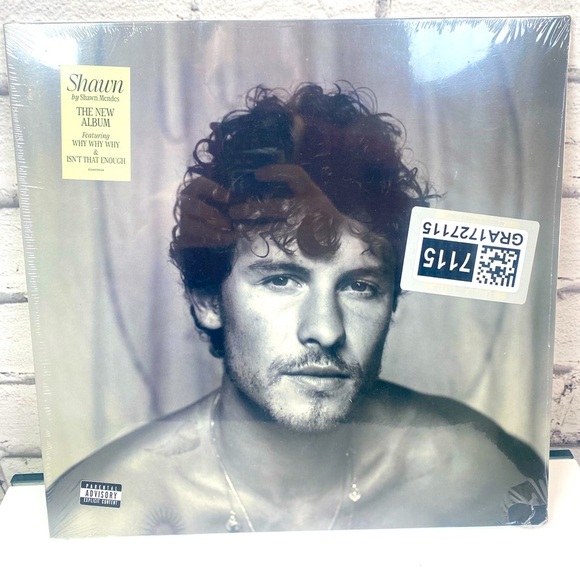 Shawn
by Shawn Mendes
THE NEW
ALBUM
Featuring
WHY WHY WHY
&
ISN'T THAT ENOUGH
7115
GRA1727115
PARENTAL
ADVISORY
EXPLICIT CONTENT